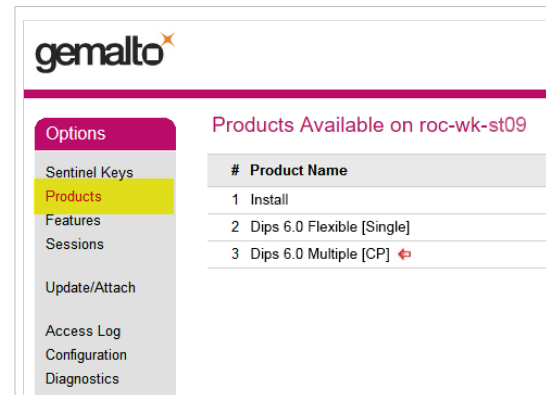 gemalto
Options
Sentinel Keys
Products
Features
Sessions
Update/Attach
Access Log
Configuration
Diagnostics
Products Available on roc-wk-st09
# Product Name
1 Install
2 Dips 6.0 Flexible [Single]
3 Dips 6.0 Multiple [CP]